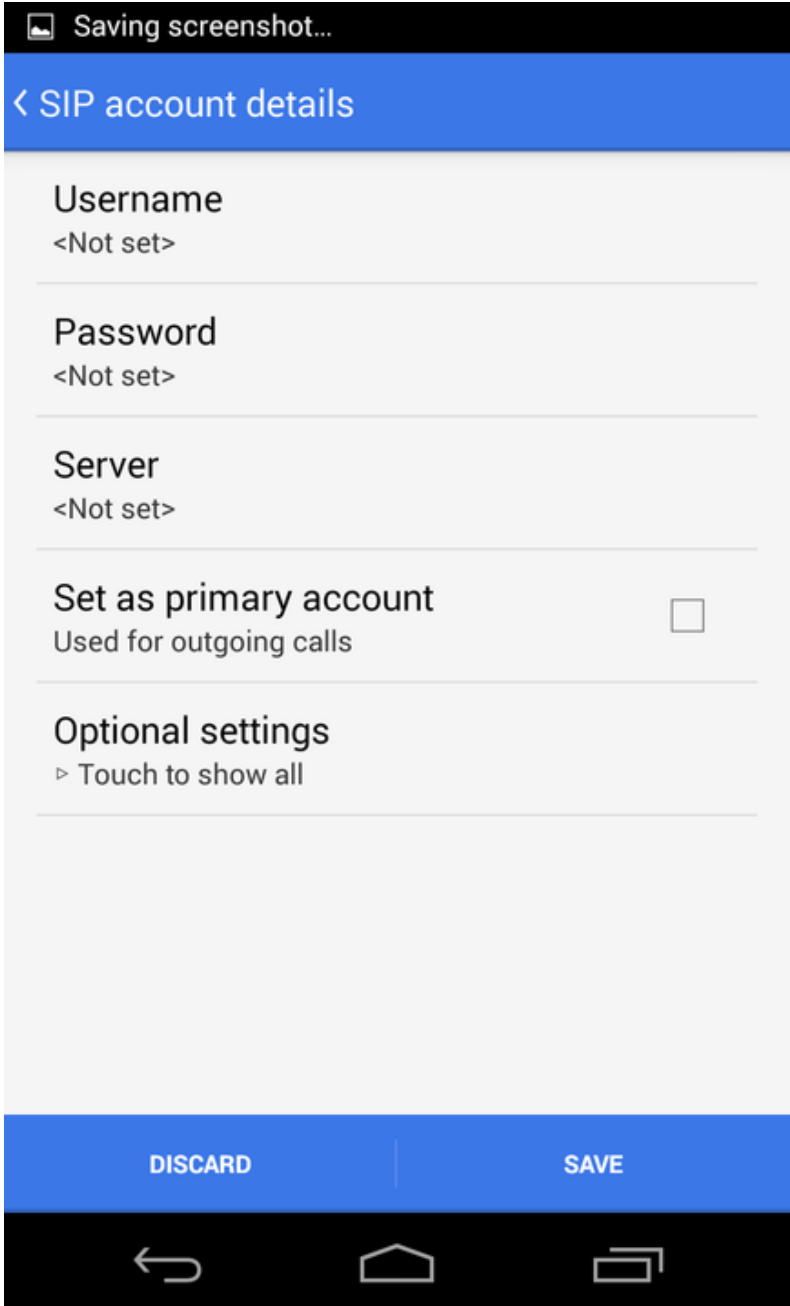 Saving screenshot...
SIP account details
Username
<Not set>
Password
<Not set>
Server
<Not set>
Set as primary account
Used for outgoing calls
Optional settings
▹ Touch to show all
DISCARD
SAVE